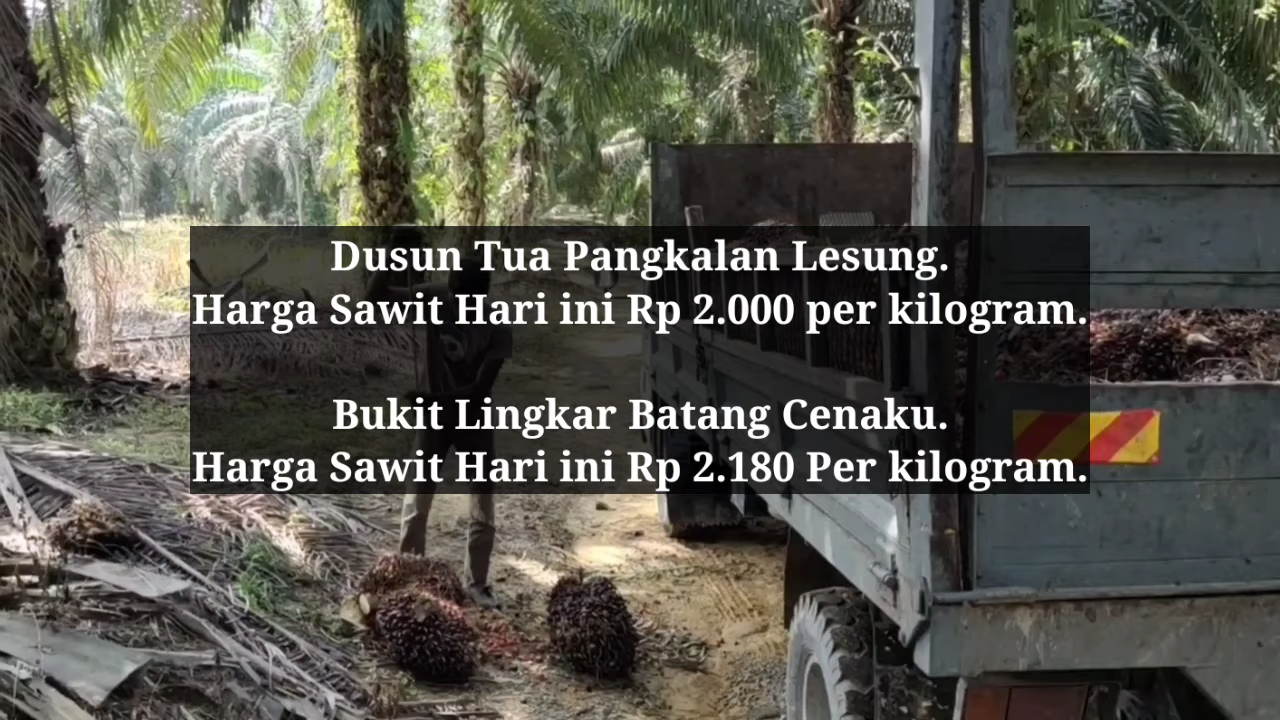 Dusun Tua Pangkalan Lesung.
Harga Sawit Hari ini Rp 2.000 per kilogram.
Bukit Lingkar Batang Cenaku.
Harga Sawit Hari ini Rp 2.180 Per kilogram.